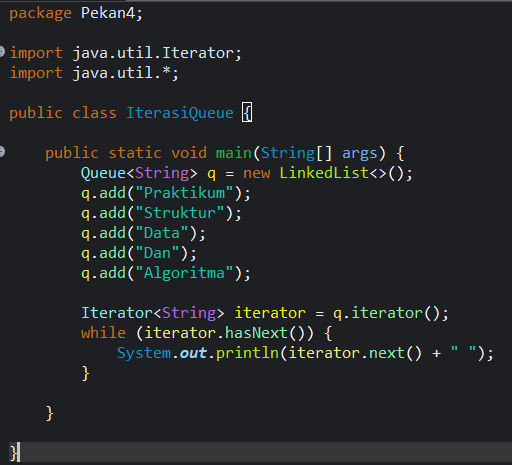 package Pekan4;
import java.util.Iterator;
import java.util.*;
public class IterasiQueue {
    public static void main(String[] args) {
        Queue<String> q = new LinkedList<>();
        q.add("Praktikum");
        q.add("Struktur");
        q.add("Data");
        q.add("Dan");
        q.add("Algoritma");
        Iterator<String> iterator = q.iterator();
        while (iterator.hasNext()) {
            System.out.println(iterator.next() + " ");
        }
    }
}